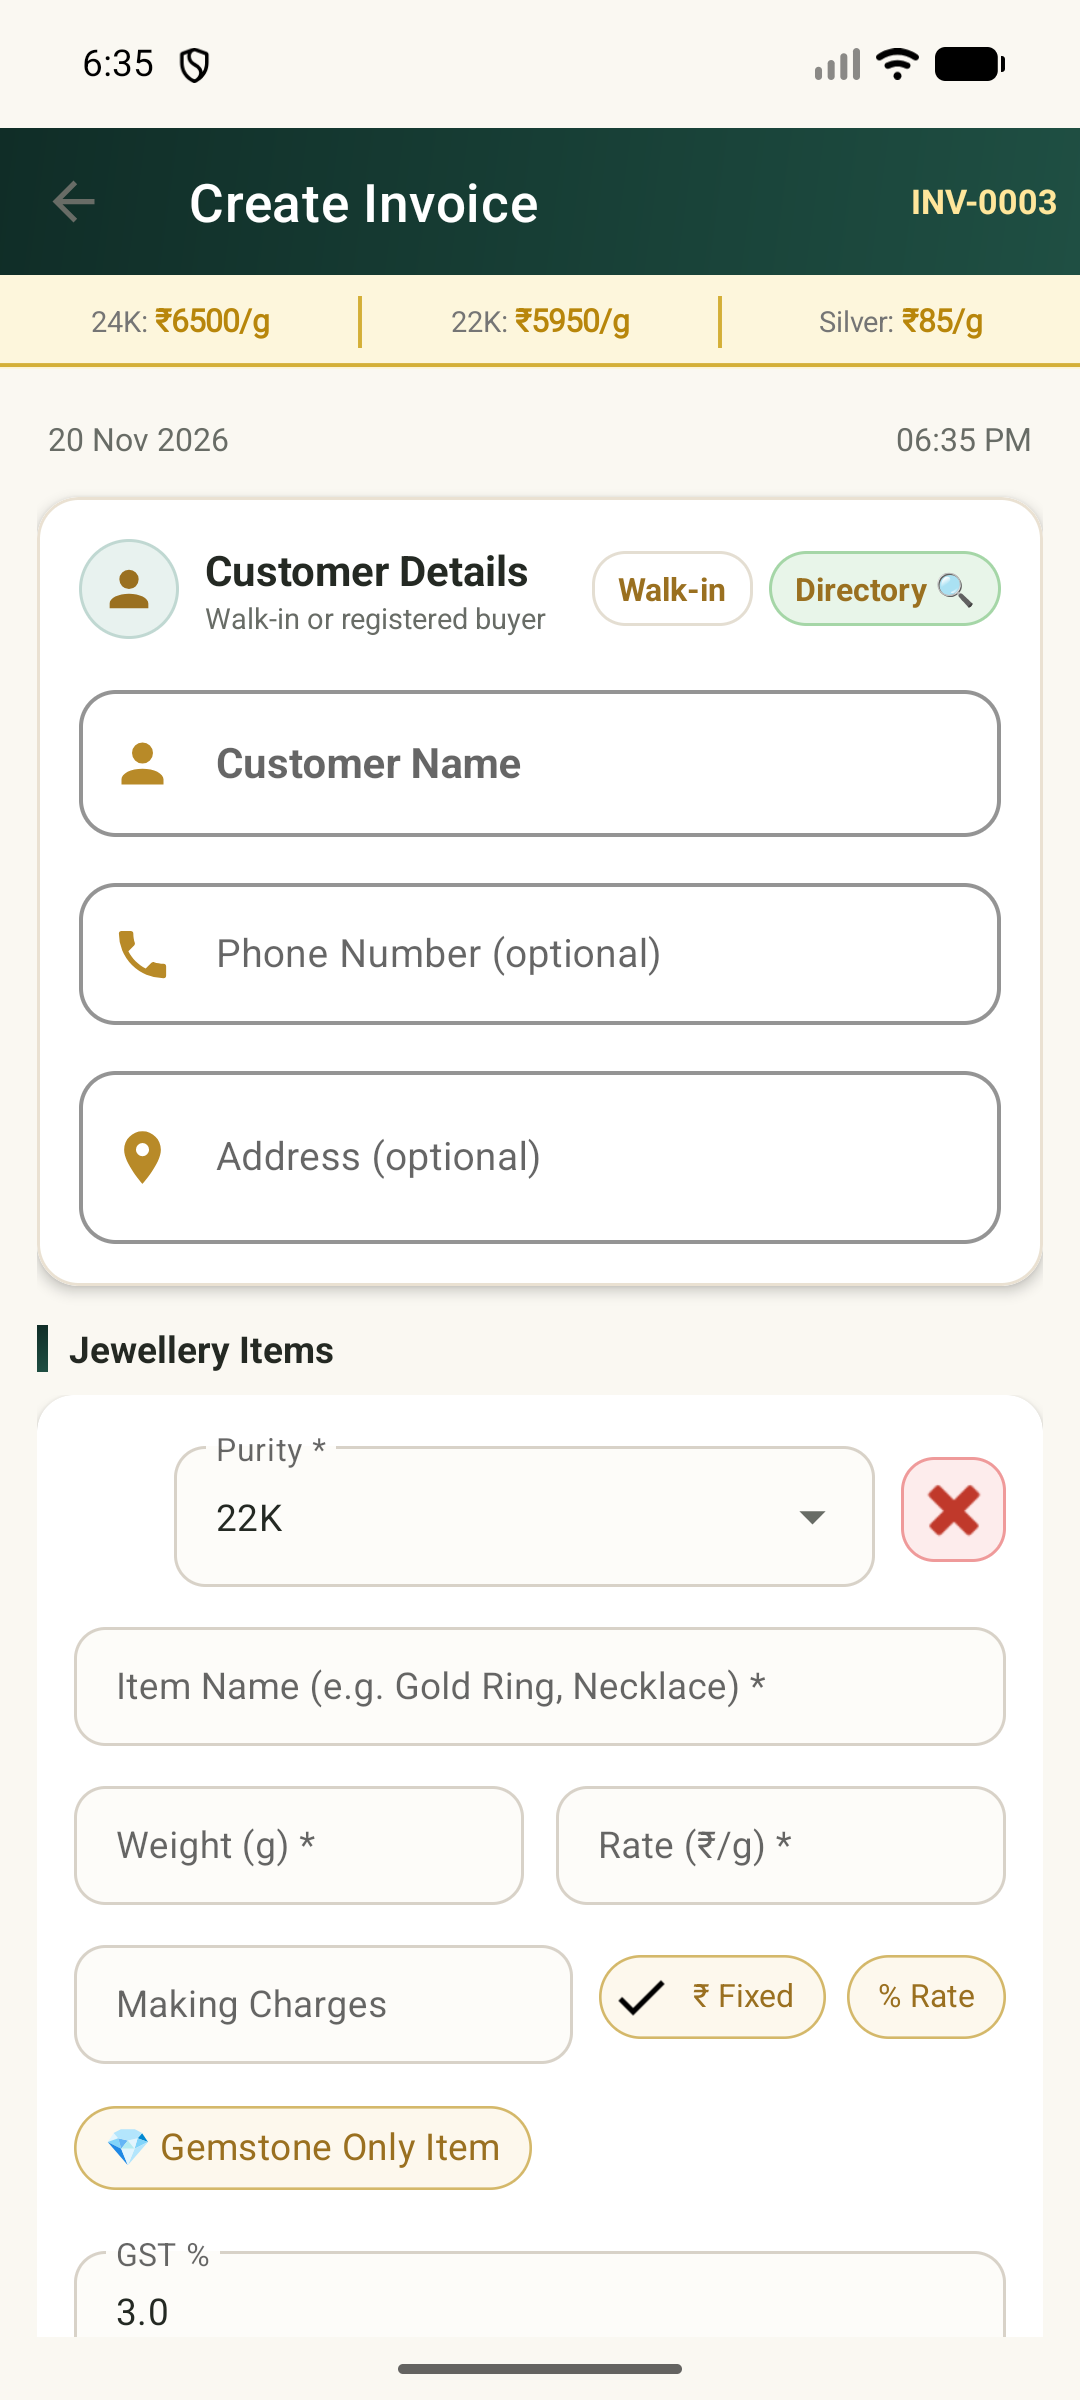 6:35
Create Invoice
INV-0003
24K: ₹6500/g
22K: ₹5950/g
Silver: ₹85/g
20 Nov 2026
06:35 PM
Customer Details
Walk-in or registered buyer
Walk-in
Directory 🔍
Customer Name
Phone Number (optional)
Address (optional)
Jewellery Items
Purity *
22K
Item Name (e.g. Gold Ring, Necklace) *
Weight (g) *
Rate (₹/g) *
Making Charges
₹ Fixed
% Rate
💎 Gemstone Only Item
GST %
3.0